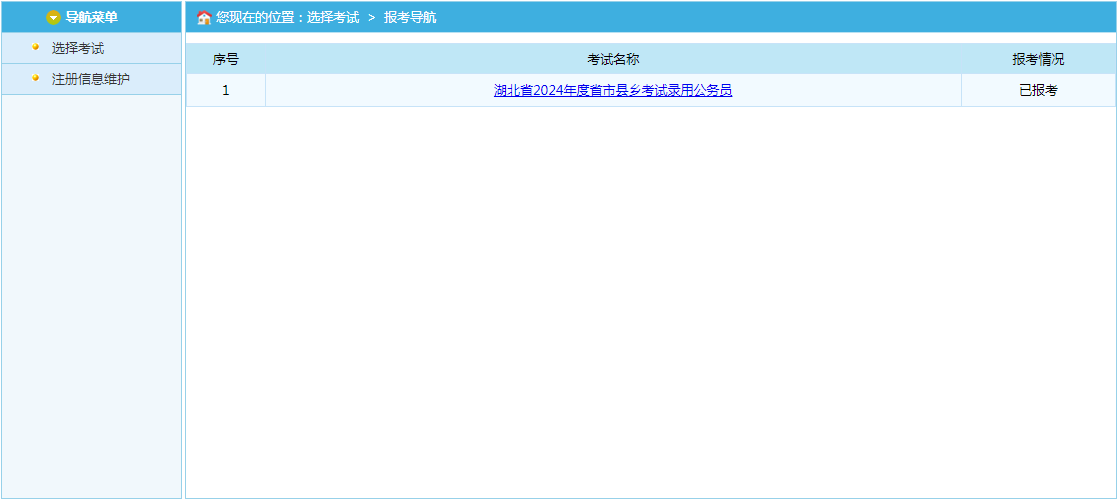 导航菜单
选择考试
注册信息维护
您现在的位置：选择考试 > 报考导航
序号 考试名称 报考情况
1 湖北省2024年度省市县乡考试录用公务员 已报考